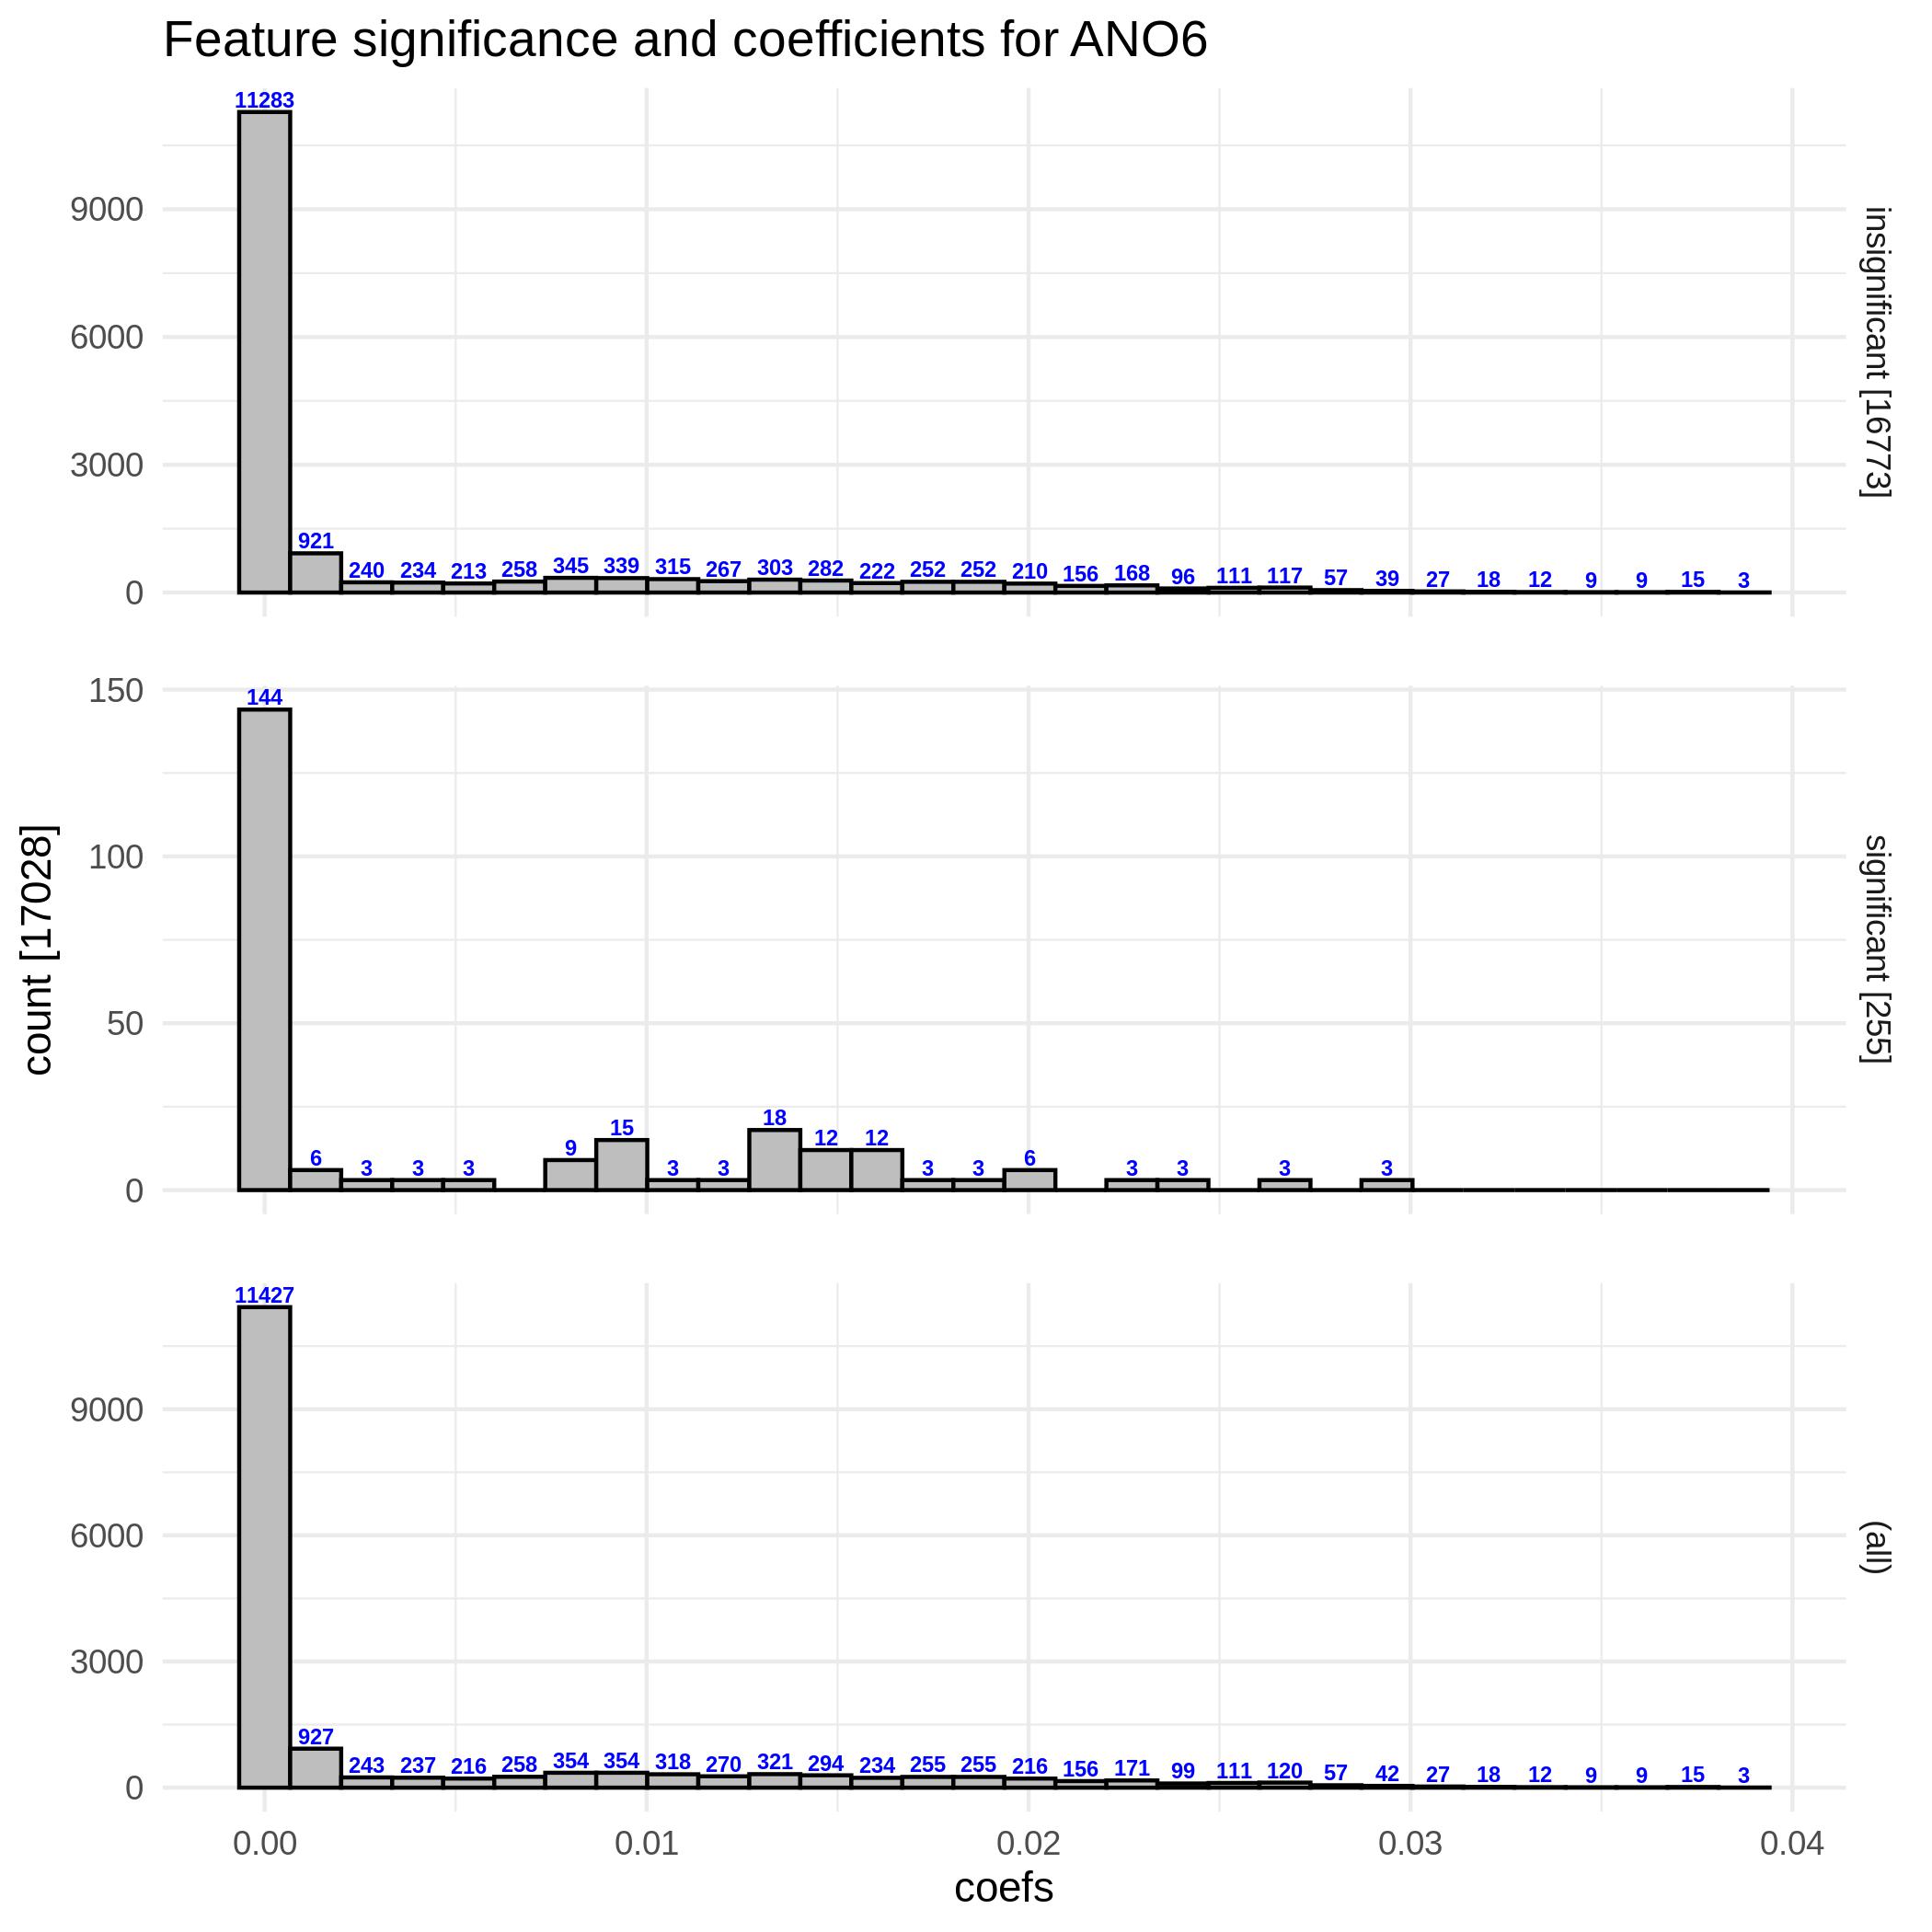 Feature significance and coefficients for ANO6
11283
921 240 234 213 258 345 339 315 267 303 282 222 252 252 210 156 168 96 111 117 57 39 27 18 12 9 9 15 3
9000
6000
3000
0
insignificant [16773]
144
6 3 3 3 9 15 3 3 18 12 12 3 3 6 3 3 3 3
150
100
50
0
significant [255]
count [17028]
11427
927 243 237 216 258 354 354 318 270 321 294 234 255 255 216 156 171 99 111 120 57 42 27 18 12 9 9 15 3
9000
6000
3000
0
(all)
0.00 0.01 0.02 0.03 0.04
coefs